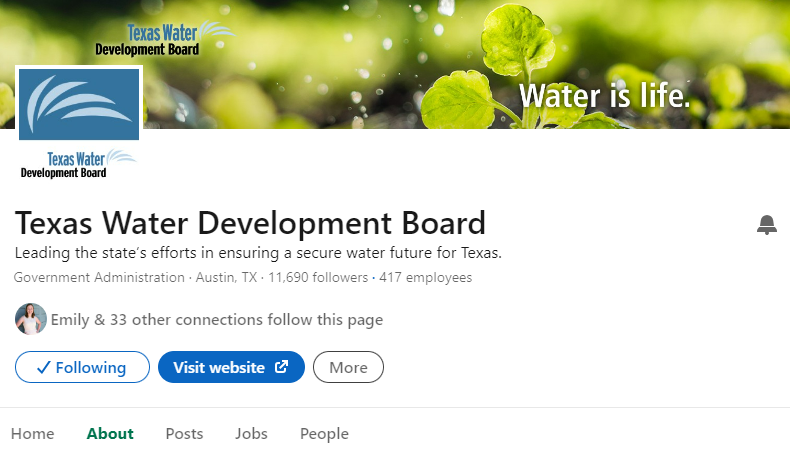 Texas Water
Development Board
Water is life.
Texas Water
Development Board
Texas Water Development Board
Leading the state's efforts in ensuring a secure water future for Texas.
Government Administration · Austin, TX · 11,690 followers · 417 employees
Emily & 33 other connections follow this page
Following
Visit website
More
Home About Posts Jobs People